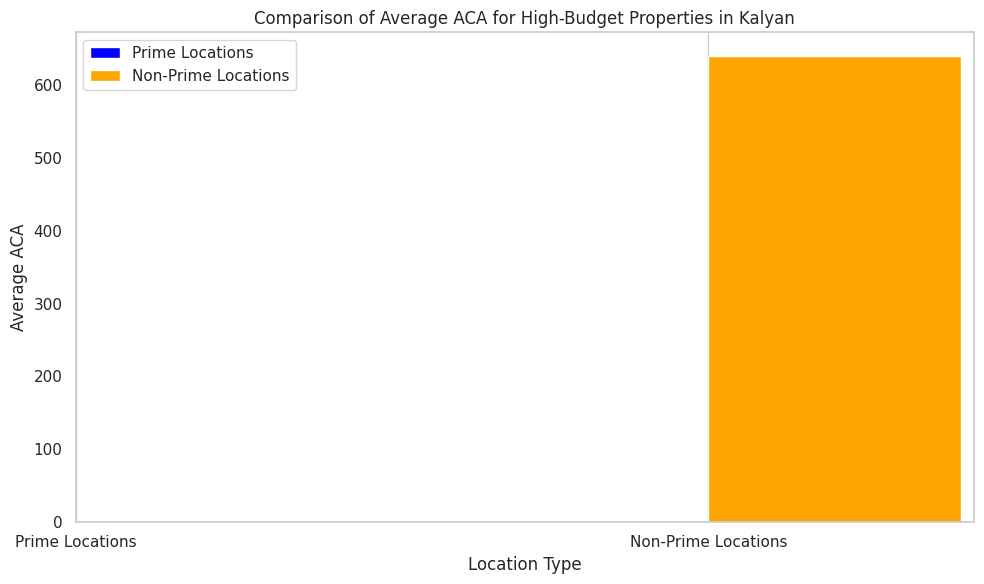 Comparison of Average ACA for High-Budget Properties in Kalyan
Prime Locations
Non-Prime Locations
Average ACA
600
500
400
300
200
100
0
Prime Locations
Non-Prime Locations
Location Type